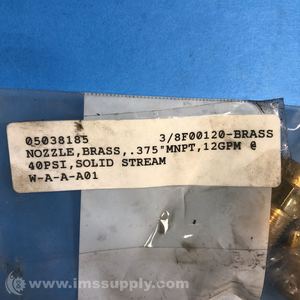 05038185 3/8F00120-BRASS
NOZZLE,BRASS,.375"MNPT,12GPM @
40PSI,SOLID STREAM
W-A-A-A01
© www.imssupply.com